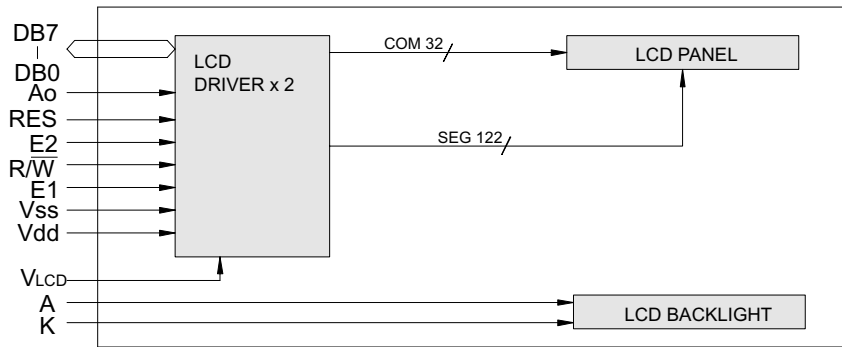 DB7
DB0
Ao
RES
E2
R/W
E1
Vss
Vdd
VLCD
A
K
LCD
DRIVER x 2
COM 32
SEG 122
LCD PANEL
LCD BACKLIGHT